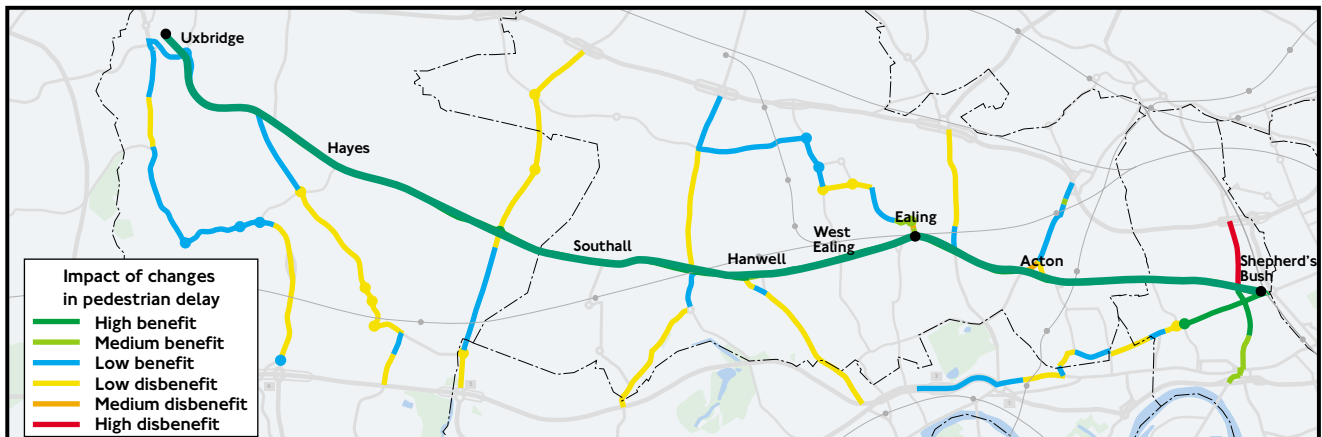 Uxbridge
Hayes
Southall
Hanwell
West
Ealing
Ealing
Acton
Shepherd's
Bush
Impact of changes
in pedestrian delay
High benefit
Medium benefit
Low benefit
Low disbenefit
Medium disbenefit
High disbenefit